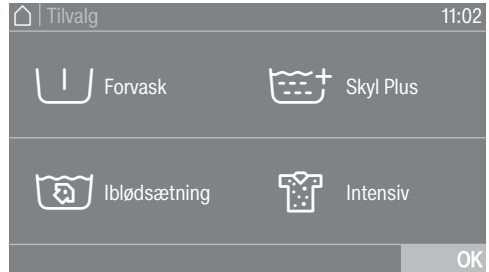 Tilvalg 11:02
Forvask Skyl Plus
Iblødsætning Intensiv
OK